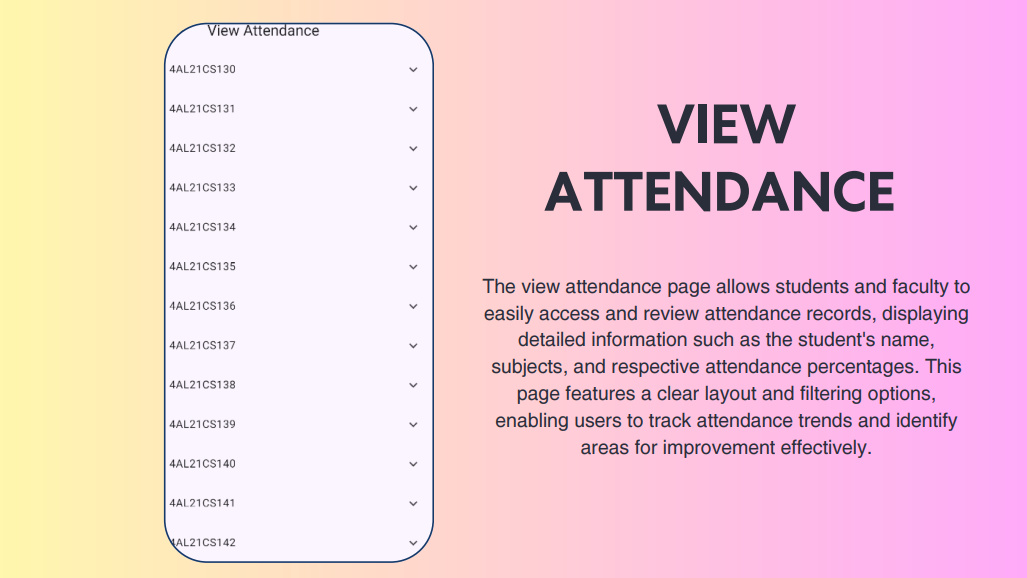 View Attendance
4AL21CS130
4AL21CS131
4AL21CS132
4AL21CS133
4AL21CS134
4AL21CS135
4AL21CS136
4AL21CS137
4AL21CS138
4AL21CS139
4AL21CS140
4AL21CS141
4AL21CS142
VIEW
ATTENDANCE
The view attendance page allows students and faculty to
easily access and review attendance records, displaying
detailed information such as the student's name,
subjects, and respective attendance percentages. This
page features a clear layout and filtering options,
enabling users to track attendance trends and identify
areas for improvement effectively.